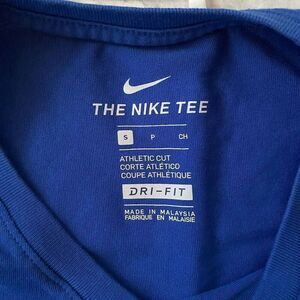 THE NIKE TEE
S P CH
ATHLETIC CUT
CORTE ATLÉTICO
COUPE ATHLÉTIQUE
DRI-FIT
MADE IN MALAYSIA
FABRIQUÉ EN MALAISIE